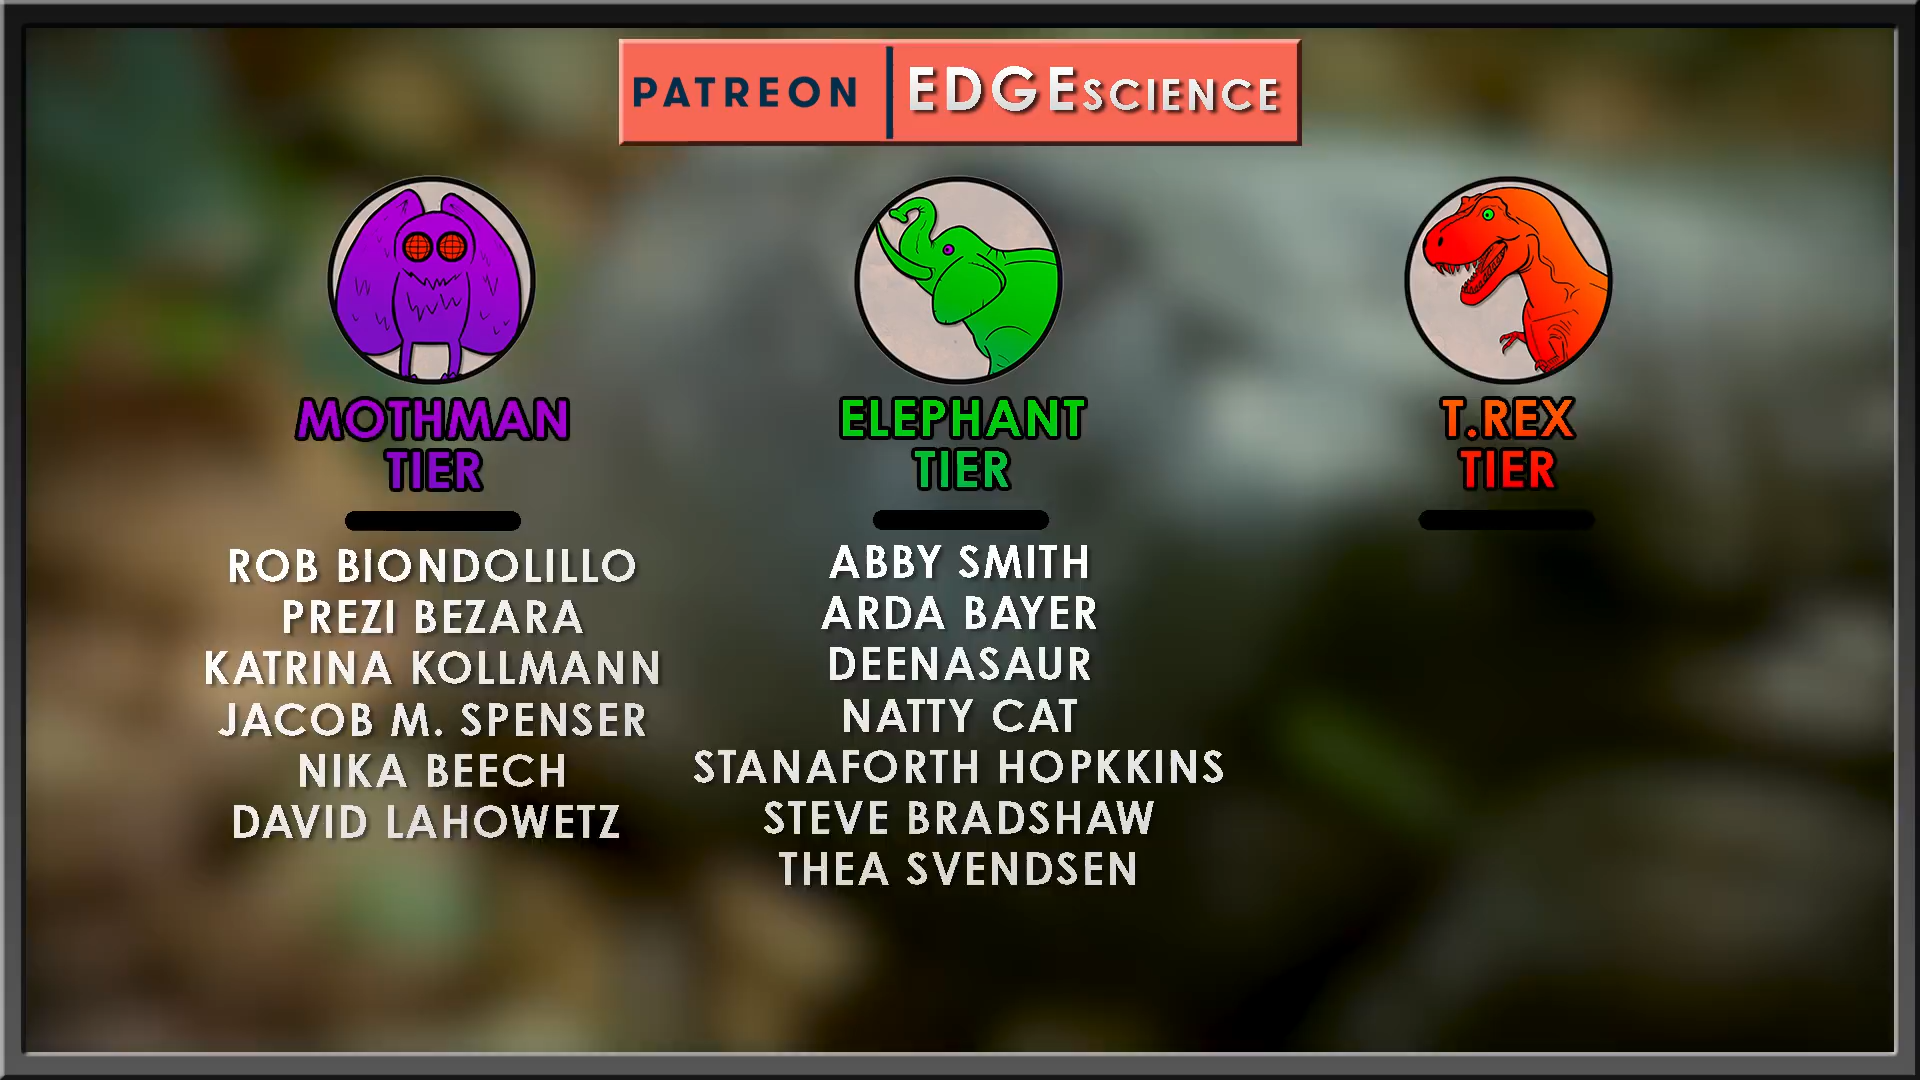 PATREON
EDGESCIENCE
MOTHMAN
TIER
ROB BIONDOLILLO
PREZI BEZARA
KATRINA KOLLMANN
JACOB M. SPENSER
NIKA BEECH
DAVID LAHOWETZ
ELEPHANT
TIER
ABBY SMITH
ARDA BAYER
DEENASAUR
NATTY CAT
STANAFORTH HOPKKINS
STEVE BRADSHAW
THEA SVENDSEN
T.REX
TIER